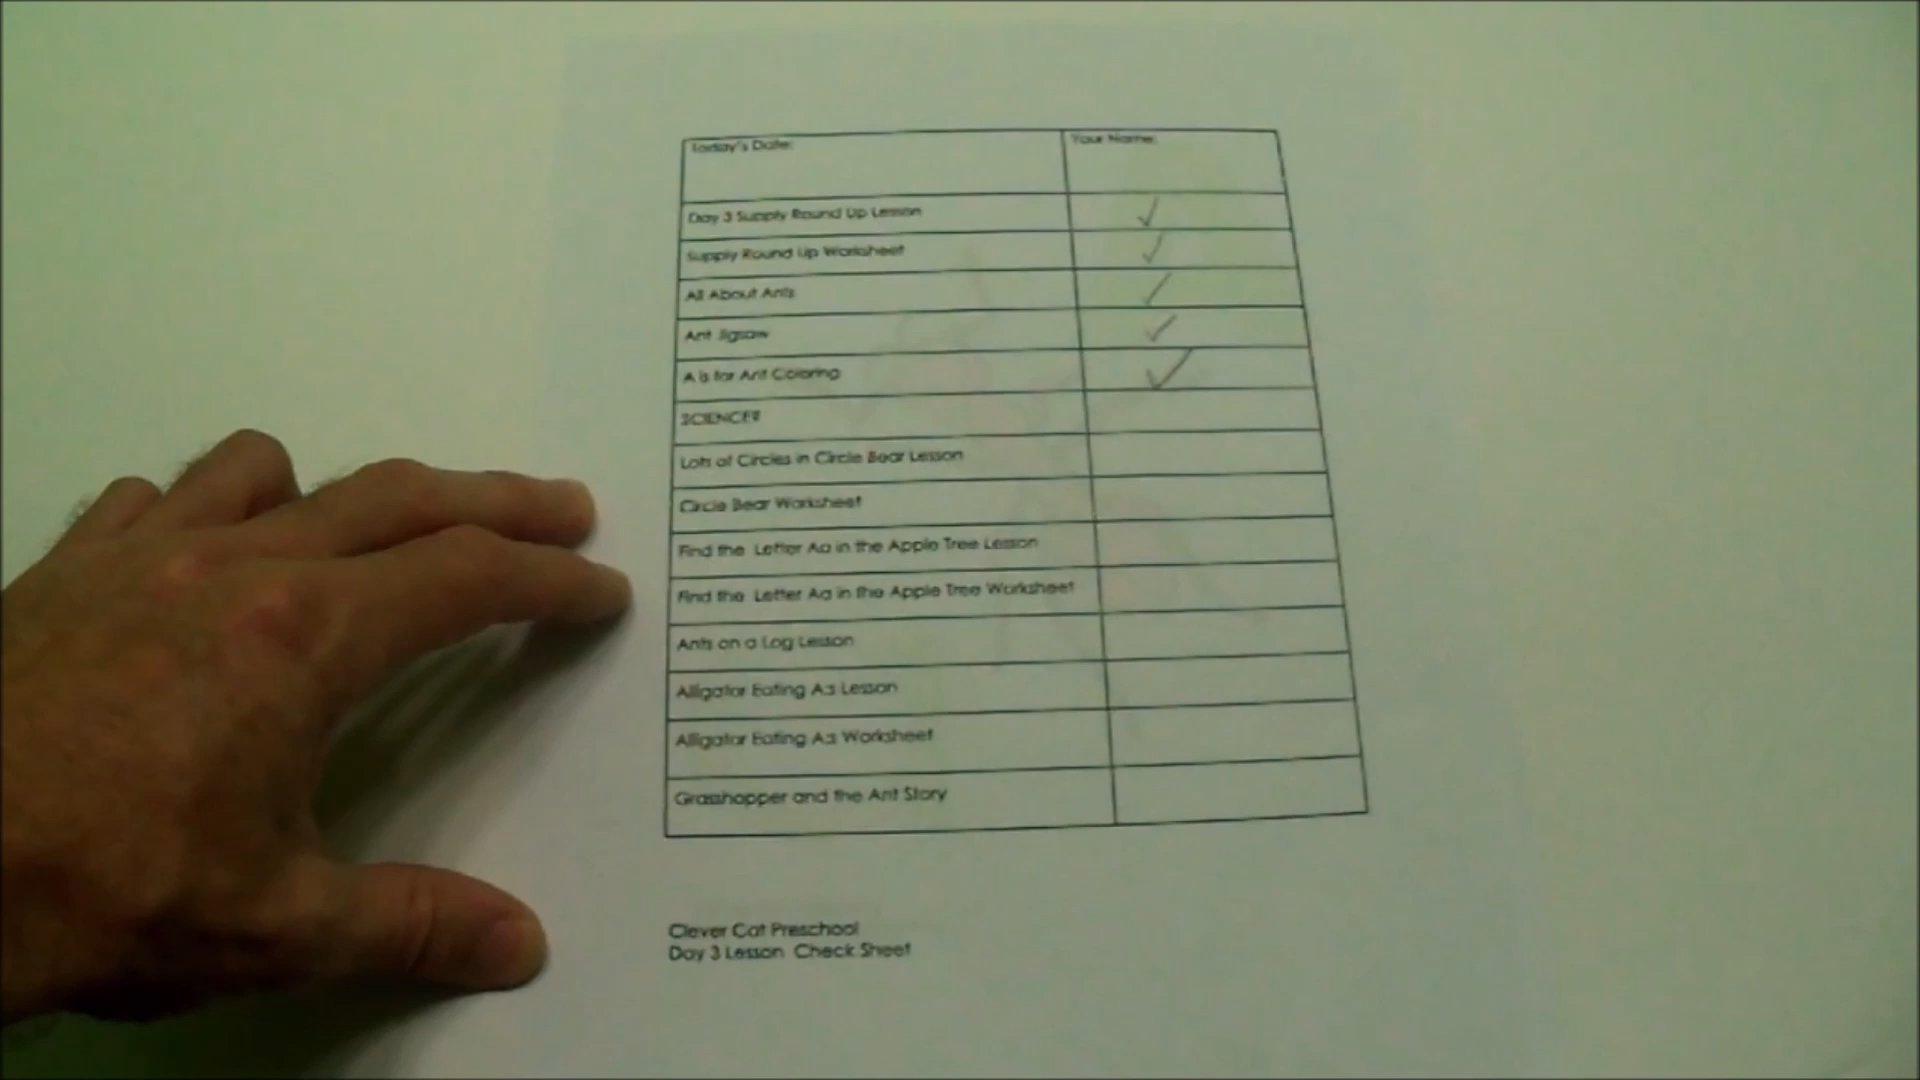 Today's Date: Your Name:
Day 3 Supply Round Up Lesson ✓
Supply Round Up Worksheet ✓
All About Ants ✓
Ant Jigsaw ✓
A is for Ant Coloring ✓
SCIENCE?
Lots of Circles in Circle Bear Lesson
Circle Bear Worksheet
Find the Letter Aa in the Apple Tree Lesson
Find the Letter Aa in the Apple Tree Worksheet
Ants on a Log Lesson
Alligator Eating A's Lesson
Alligator Eating A's Worksheet
Grasshopper and the Ant Story
Clever Cat Preschool
Day 3 Lesson Check Sheet